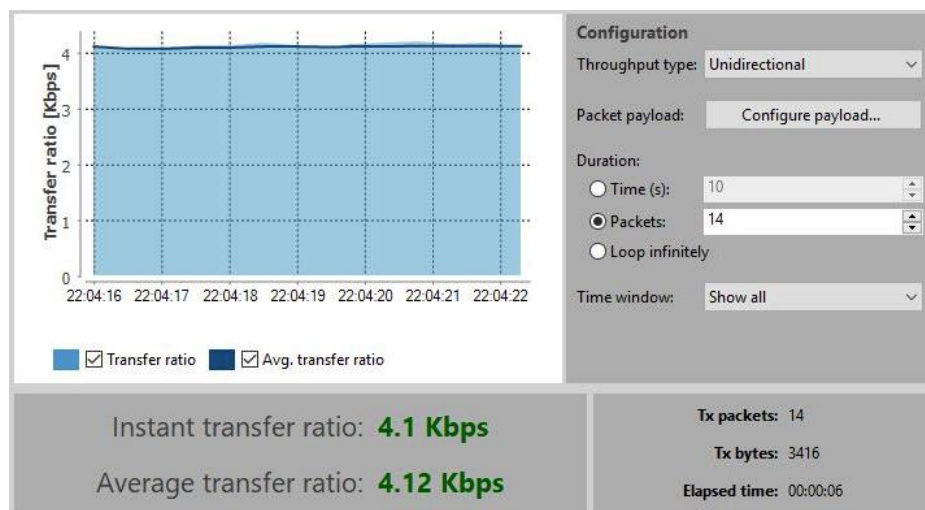 Transfer ratio [Kbps]
4
3
2
1
0
22:04:16 22:04:17 22:04:18 22:04:19 22:04:20 22:04:21 22:04:22
Transfer ratio Avg. transfer ratio
Configuration
Throughput type: Unidirectional
Packet payload: Configure payload...
Duration:
Time (s): 10
Packets: 14
Loop infinitely
Time window: Show all
Instant transfer ratio: 4.1 Kbps
Average transfer ratio: 4.12 Kbps
Tx packets: 14
Tx bytes: 3416
Elapsed time: 00:00:06